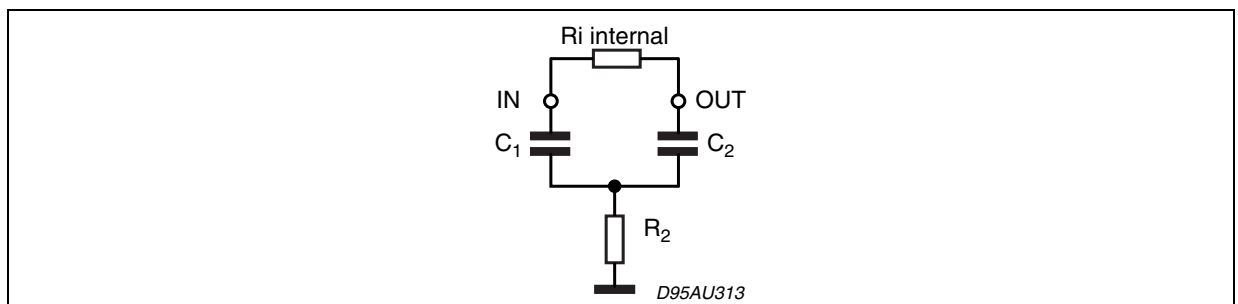 Ri internal
IN
OUT
C1
C2
R2
D95AU313